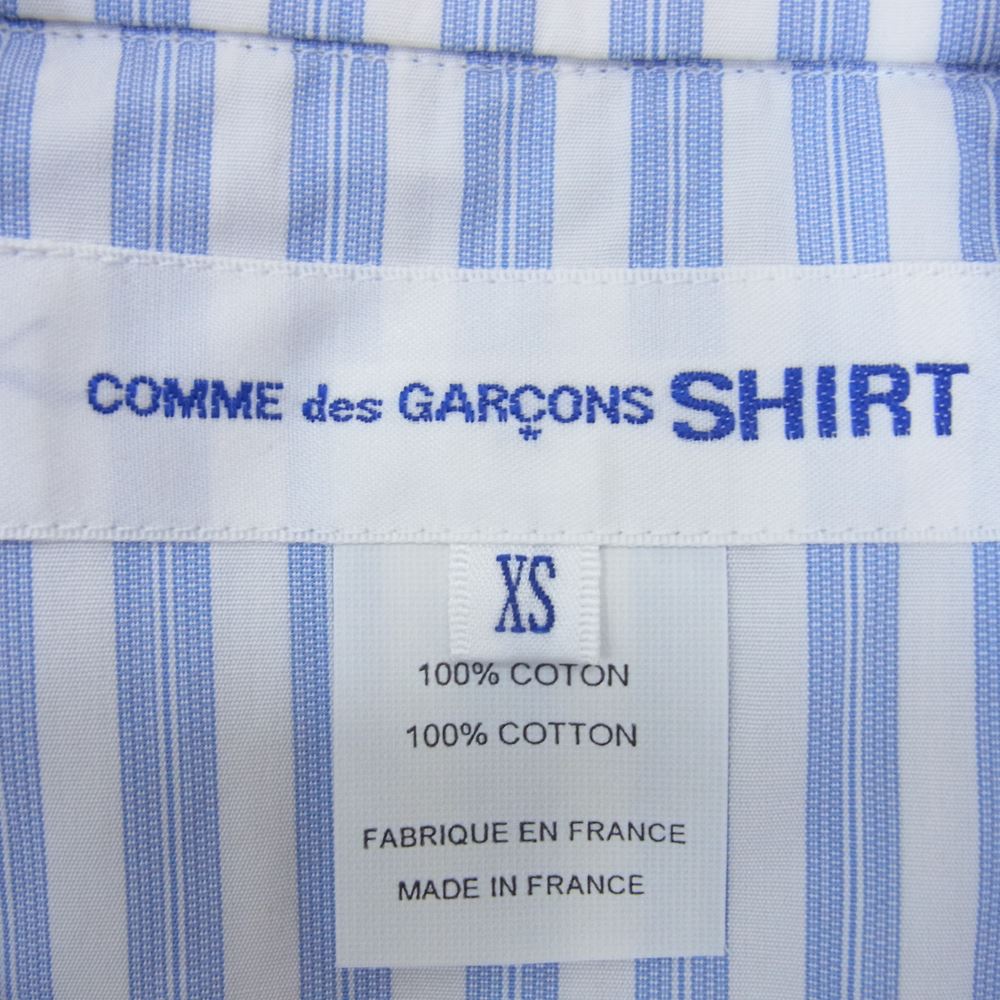 COMME des GARÇONS SHIRT
XS
100% COTON
100% COTTON
FABRIQUE EN FRANCE
MADE IN FRANCE